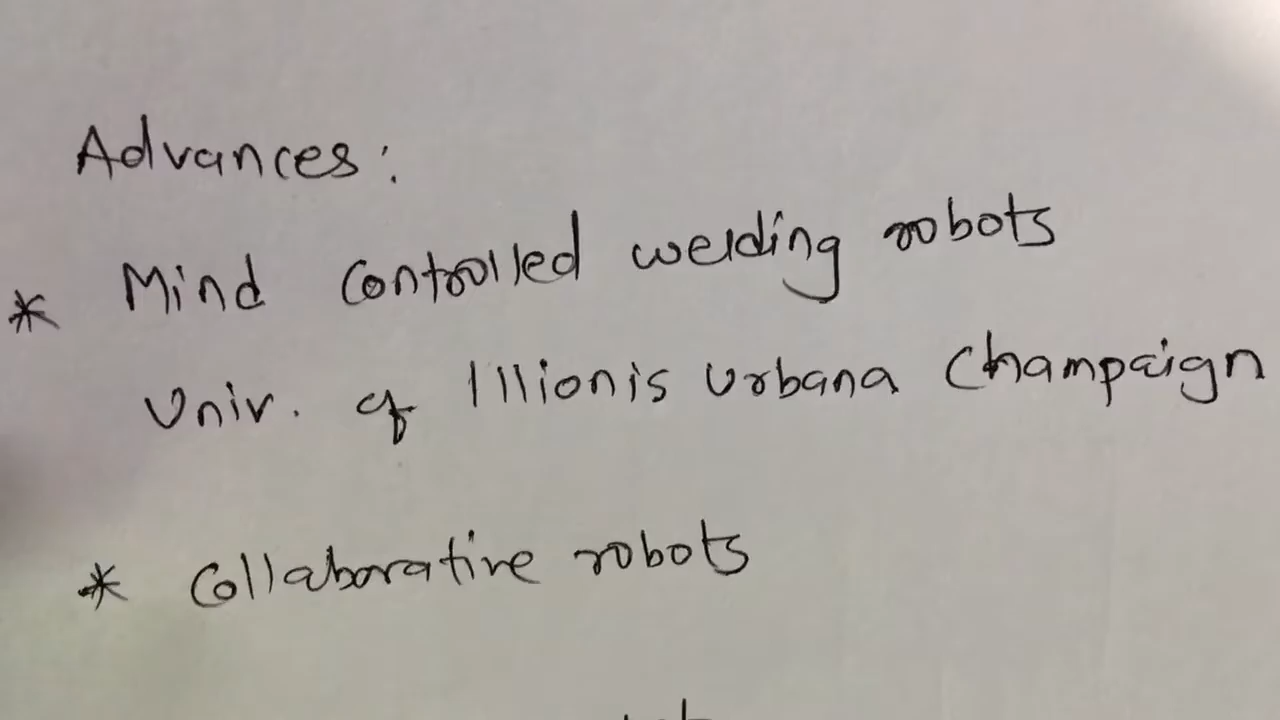 Advances:
* Mind controlled welding robots
Univ. of Illionis Urbana Champaign
* Collaborative robots